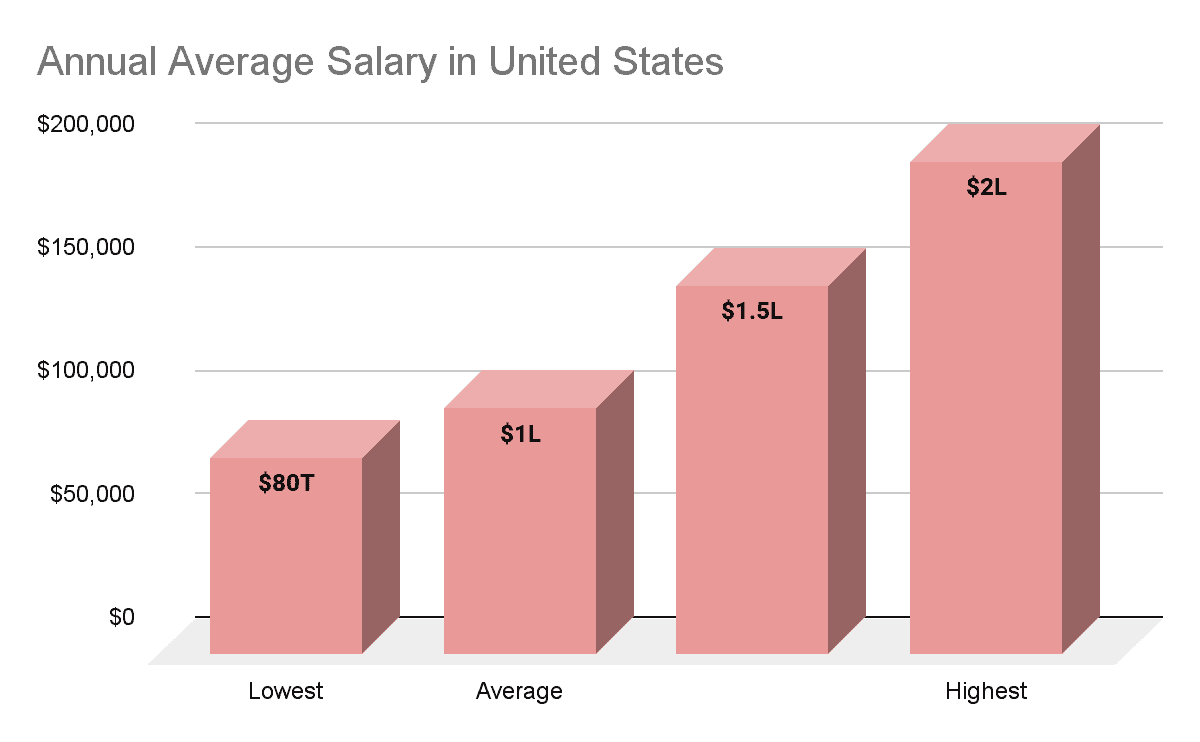 Annual Average Salary in United States
$200,000
$150,000
$100,000
$50,000
$0
$80T
$1L
$1.5L
$2L
Lowest
Average
Highest